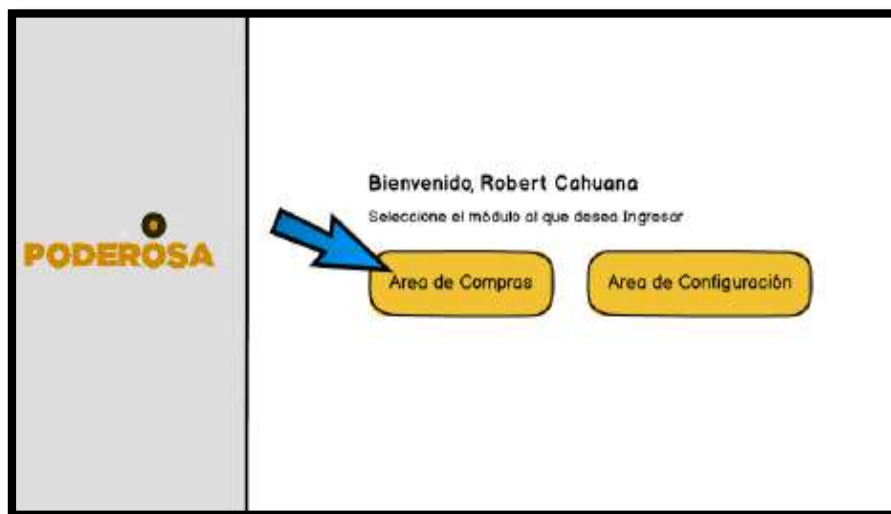 PODEROSA
Bienvenido, Robert Cahuana
Seleccione el módulo al que desea Ingresar
Area de Compras
Area de Configuración